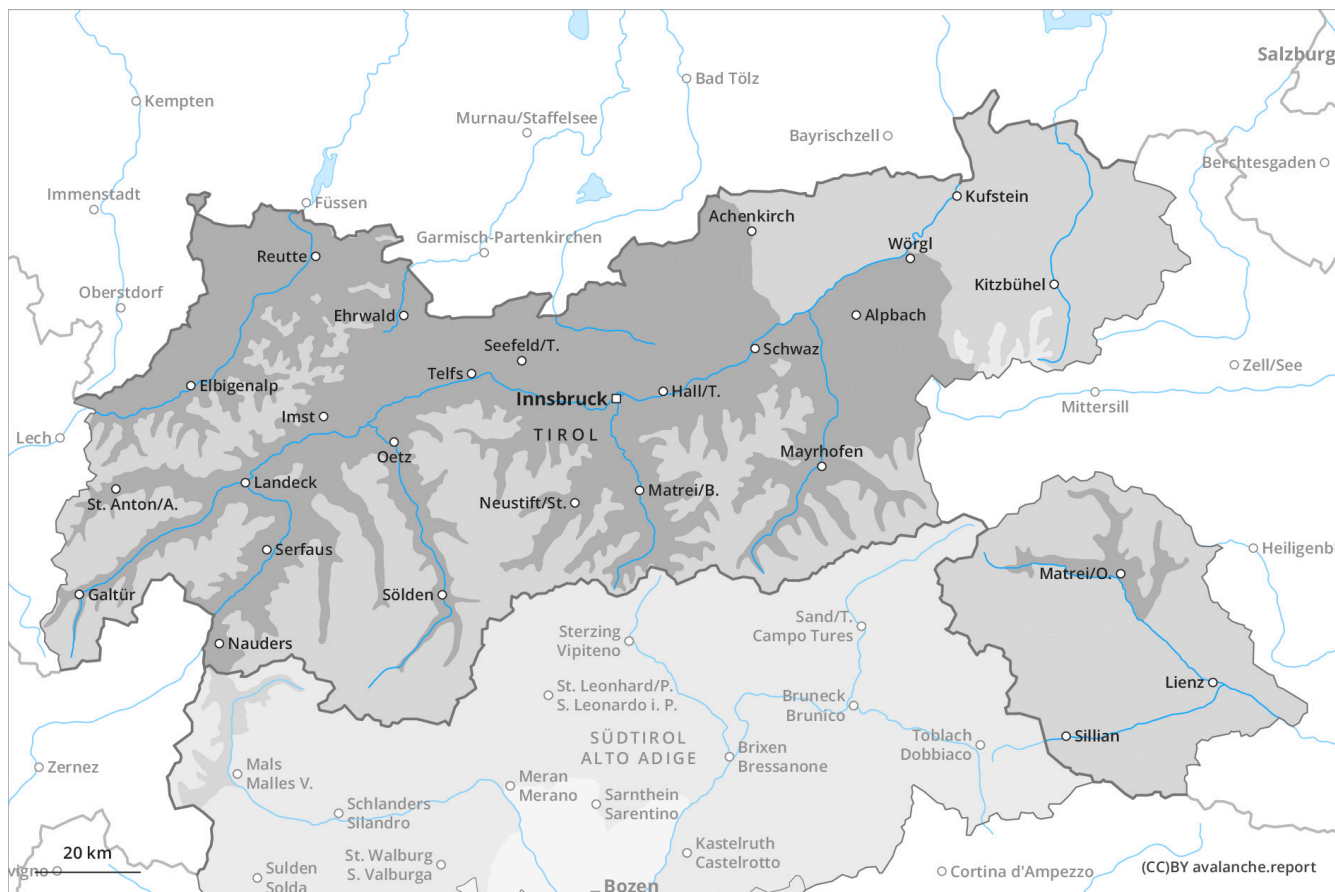 Salzburg
Bad Tölz
Kempten
Murnau/Staffelsee
Bayrischzell
Berchtesgaden
Immenstadt
Füssen
Kufstein
Achenkirch
Garmisch-Partenkirchen
Wörgl
Reutte
Kitzbühel
Oberstdorf
Ehrwald
Alpbach
Seefeld/T.
Schwaz
Zell/See
Telfs
Elbigenalp
Hall/T.
Innsbruck
Mittersill
Imst
TIROL
Lech
Oetz
Mayrhofen
Landeck
St. Anton/A.
Neustift/St.
Matrei/B.
Serfaus
Heiligenb
Matrei/O.
Galtür
Sölden
Sand/T.
Campo Tures
Sterzing
Vipiteno
Nauders
Lienz
St. Leonhard/P.
S. Leonardo i. P.
Bruneck
Brunico
SÜDTIROL
ALTO ADIGE
Toblach
Dobbiaco
Sillian
Brixen
Bressanone
Zernez
Mals
Malles V.
Meran
Merano
Schlanders
Silandro
Sarnthein
Sarentino
Kastelruth
Castelrotto
20 km
St. Walburg
S. Valburga
vigno
Sulden
Solda
Bozen
Cortina d'Ampezzo
(CC)BY avalanche.report